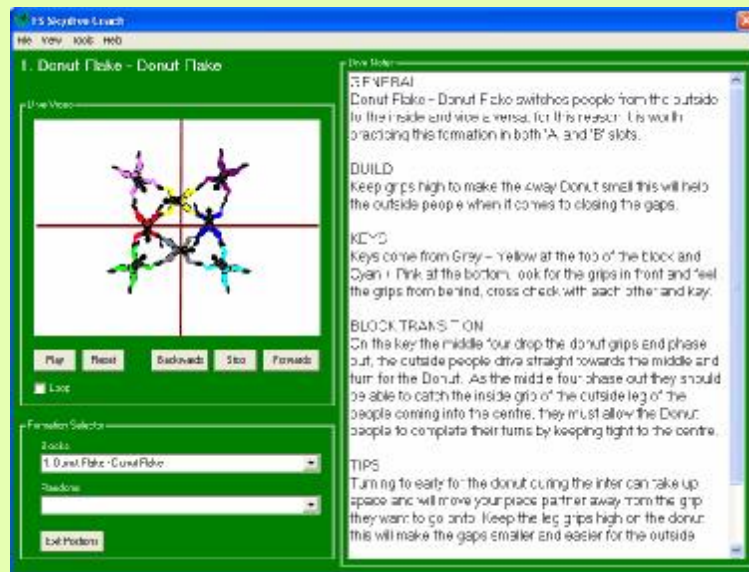 FS Skydive Coach
File View Tools Help
1. Donut Flake - Donut Flake
Dive Video
Play Reset Backwards Stop Forwards
Loop
Formation Selector
Blocks
1. Donut Flake - Donut Flake
Randoms
Exit Positions
Dive Notes
GENERAL
Donut Flake - Donut Flake switches people from the outside
to the inside and vice a versa, for this reason it is worth
practicing this formation in both 'A' and 'B' slots.
BUILD
Keep grips high to make the 4way Donut small this will help
the outside people when it comes to closing the gaps.
KEYS
Keys come from Grey - Yellow at the top of the block and
Cyan + Pink at the bottom, look for the grips in front and feel
the grips from behind, cross check with each other and key.
BLOCK TRANSITION
On the key the middle four drop the donut grips and phase
out, the outside people drive straight towards the middle and
turn for the Donut. As the middle four phase out they should
be able to catch the inside grip of the outside leg of the
people coming into the centre, they must allow the Donut
people to complete their turns by keeping tight to the centre.
TIPS
Turning to early for the donut during the inter can take up
space and will move your piece partner away from the grip
they want to go onto. Keep the leg grips high on the donut
this will make the gaps smaller and easier for the outside